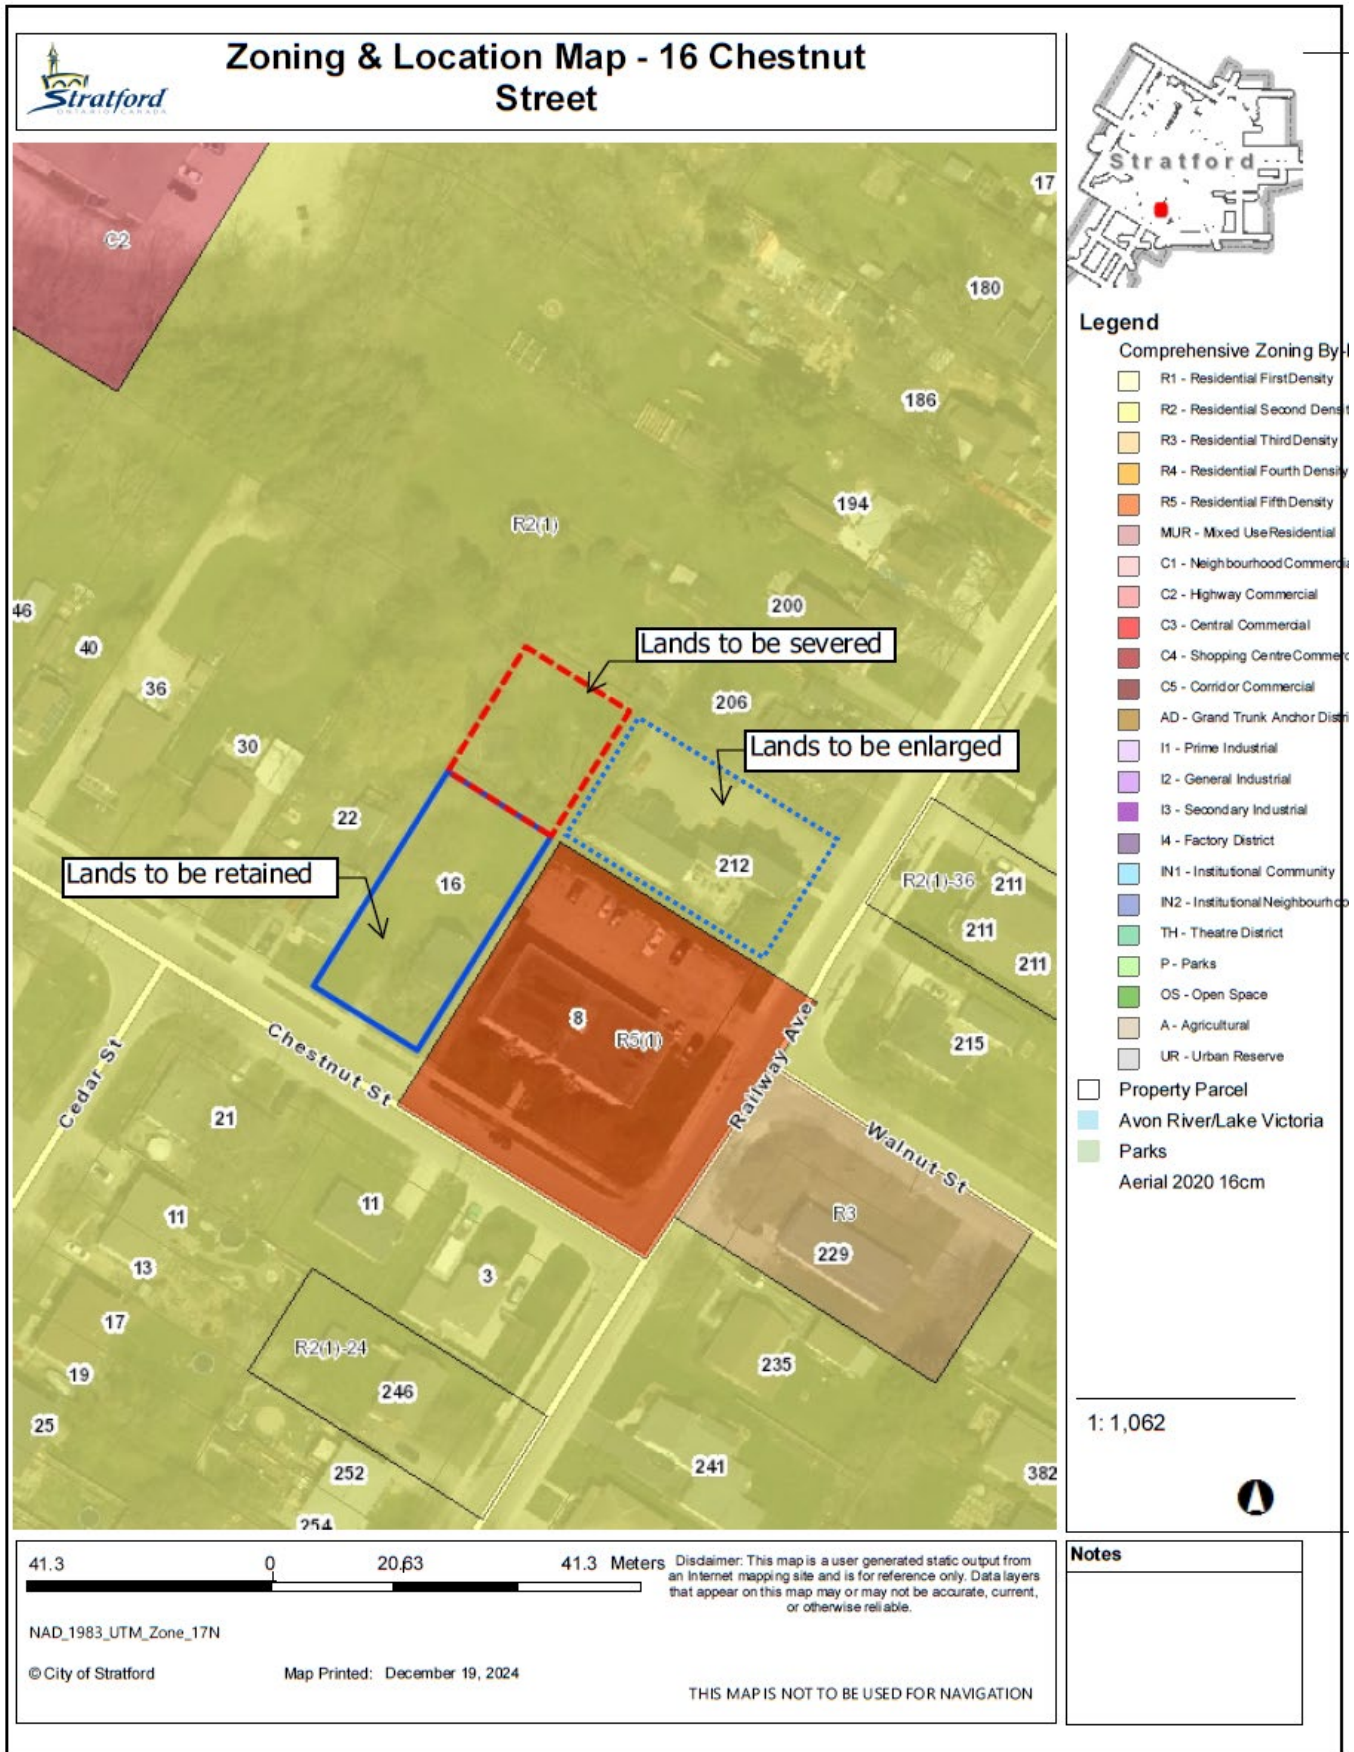 Stratford
ONTARIO CANADA
Zoning & Location Map - 16 Chestnut
Street
Stratford
C2
17
180
186
194
R2(1)
200
46
40
36
30
22
Lands to be severed
206
Lands to be enlarged
212
Lands to be retained
16
R2(1)-36
211
211
211
8
R5(1)
215
Chestnut St
Cedar St
Railway Ave
Walnut St
21
11
11
13
3
R3
229
17
R2(1)-24
19
246
235
25
252
241
382
254
Legend
Comprehensive Zoning By-
R1 - Residential First Density
R2 - Residential Second Densit
R3 - Residential Third Density
R4 - Residential Fourth Density
R5 - Residential Fifth Density
MUR - Mixed Use Residential
C1 - Neighbourhood Commercia
C2 - Highway Commercial
C3 - Central Commercial
C4 - Shopping Centre Commerc
C5 - Corridor Commercial
AD - Grand Trunk Anchor Distri
I1 - Prime Industrial
I2 - General Industrial
I3 - Secondary Industrial
I4 - Factory District
IN1 - Institutional Community
IN2 - Institutional Neighbourhoo
TH - Theatre District
P - Parks
OS - Open Space
A - Agricultural
UR - Urban Reserve
Property Parcel
Avon River/Lake Victoria
Parks
Aerial 2020 16cm
1: 1,062
41.3 0 20.63 41.3 Meters
Disclaimer: This map is a user generated static output from
an Internet mapping site and is for reference only. Data layers
that appear on this map may or may not be accurate, current,
or otherwise reliable.
NAD_1983_UTM_Zone_17N
© City of Stratford
Map Printed: December 19, 2024
THIS MAP IS NOT TO BE USED FOR NAVIGATION
Notes